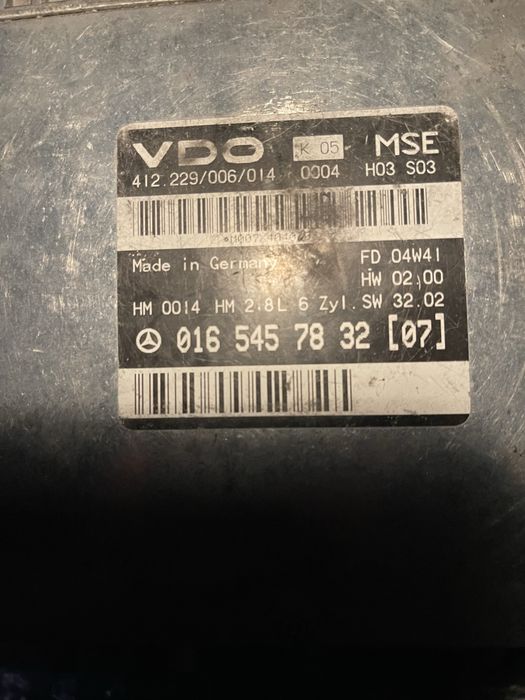 VDO K 05 MSE
412.229/006/014 0004 H03 S03
Made in Germany FD 04W41
HW 02.00
HM 0014 HM 2.8L 6 Zyl. SW 32.02
016 545 78 32 [07]